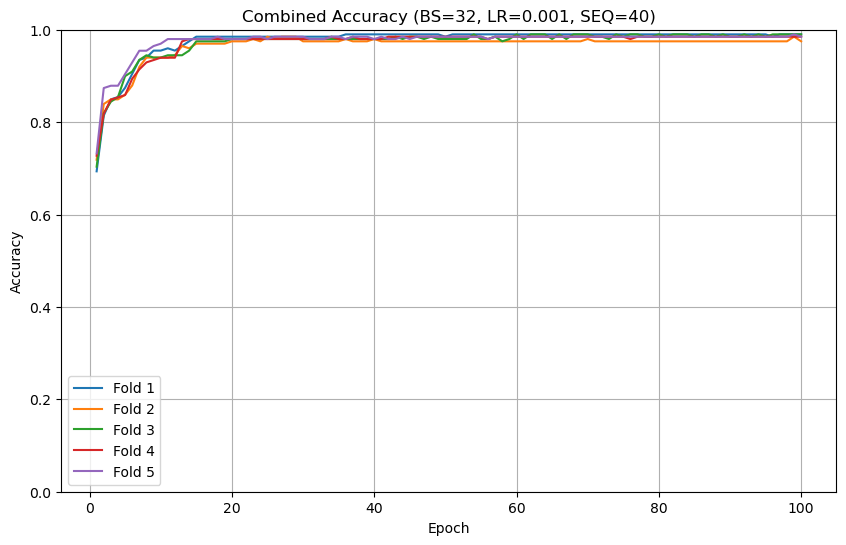 Combined Accuracy (BS=32, LR=0.001, SEQ=40)
1.0
0.8
0.6
0.4
0.2
0.0
Accuracy
Fold 1
Fold 2
Fold 3
Fold 4
Fold 5
0 20 40 60 80 100
Epoch